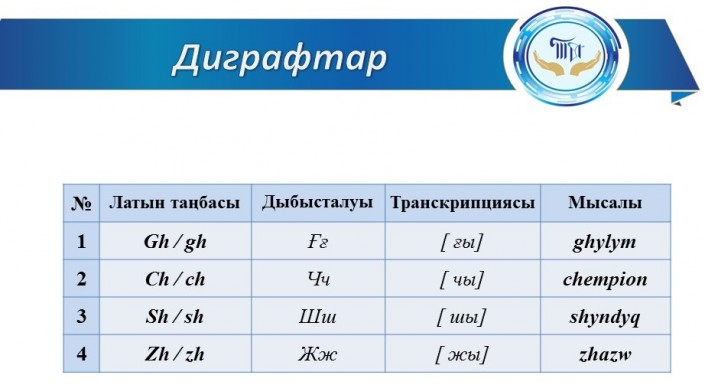 Диграфтар
№ Латын таңбасы Дыбысталуы Транскрипциясы Мысалы
1 Gh / gh Ғғ [ ғы] ghylym
2 Ch / ch Чч [ чы] chempion
3 Sh / sh Шш [ шы] shyndyq
4 Zh / zh Жж [ жы] zhazw